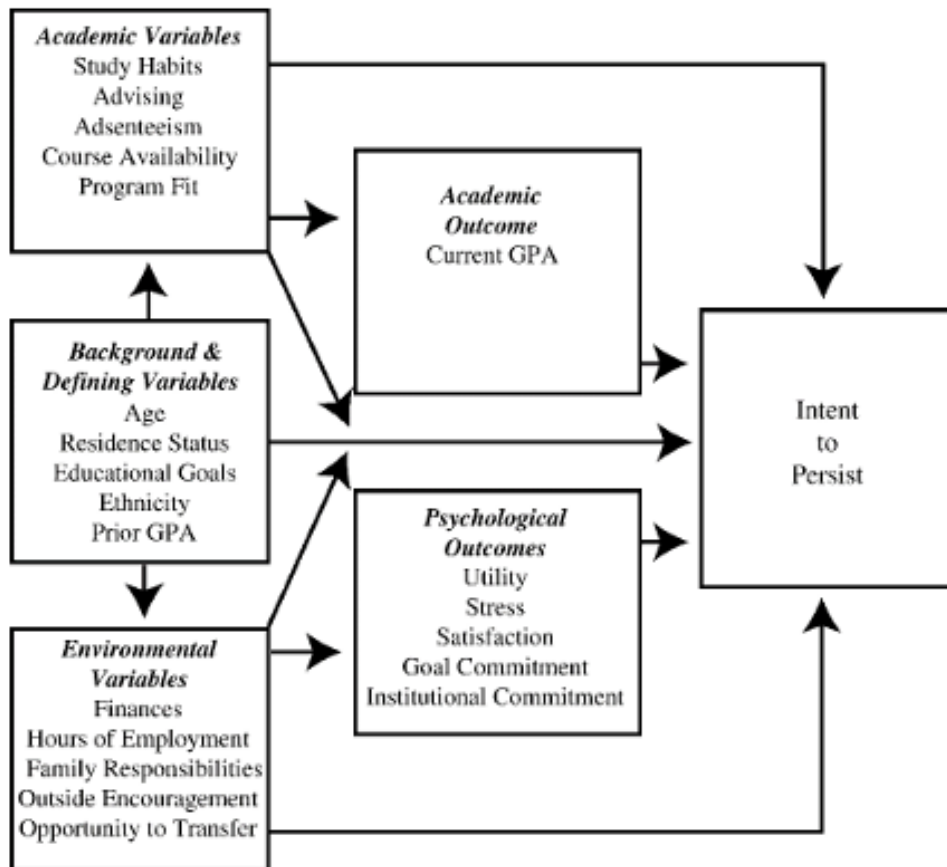 Academic Variables
Study Habits
Advising
Adsenteeism
Course Availability
Program Fit
Academic
Outcome
Current GPA
Background &
Defining Variables
Age
Residence Status
Educational Goals
Ethnicity
Prior GPA
Intent
to
Persist
Psychological
Outcomes
Utility
Stress
Satisfaction
Goal Commitment
Institutional Commitment
Environmental
Variables
Finances
Hours of Employment
Family Responsibilities
Outside Encouragement
Opportunity to Transfer